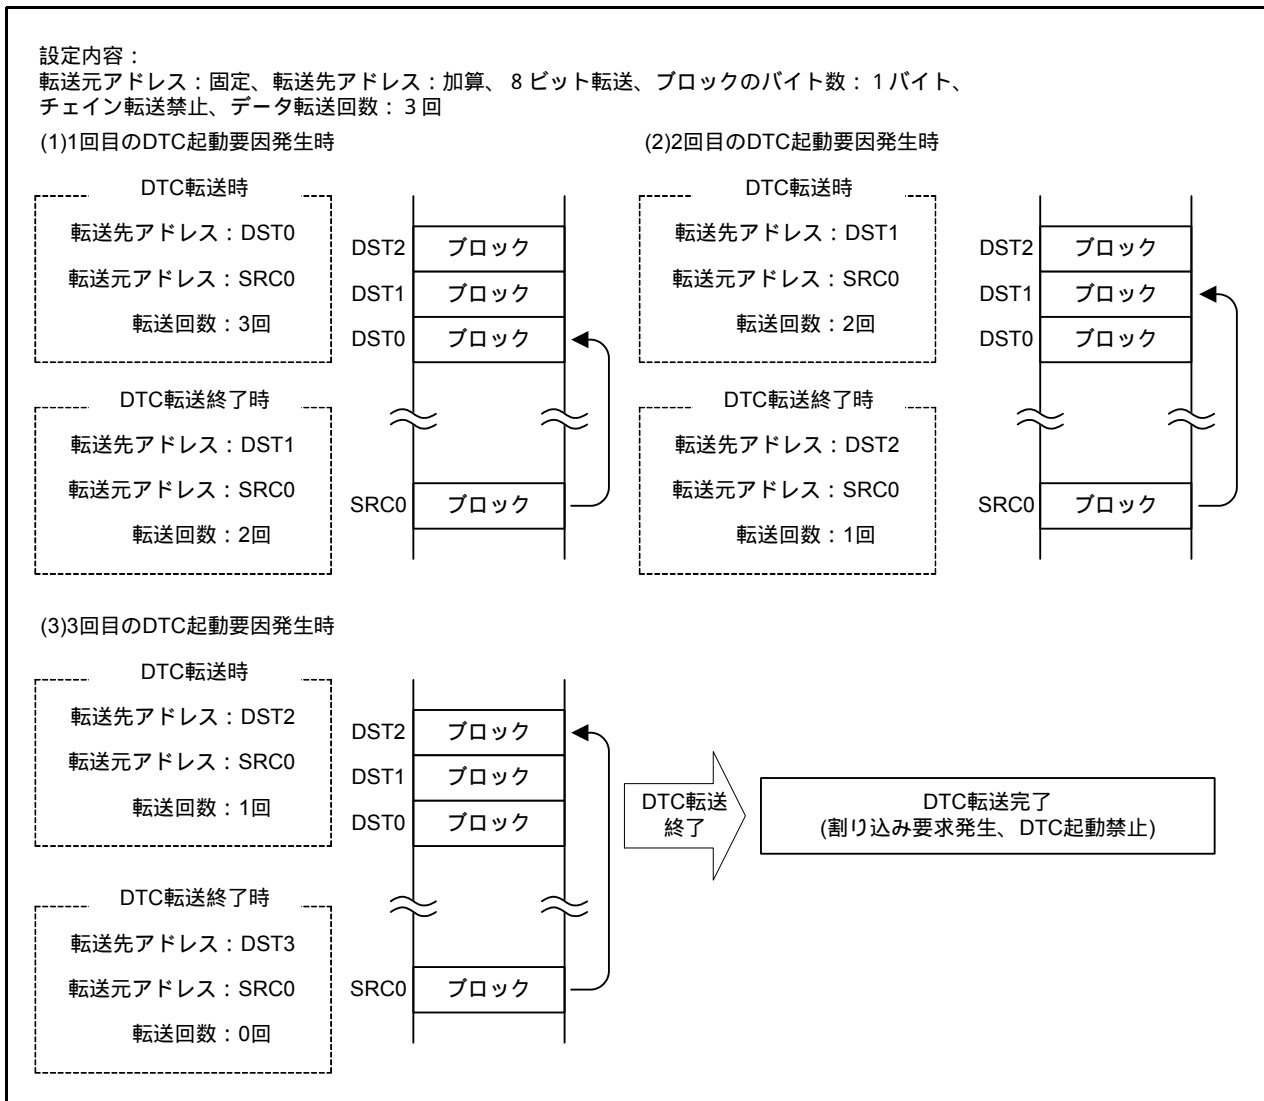 設定内容：
転送元アドレス：固定、転送先アドレス：加算、８ビット転送、ブロックのバイト数：１バイト、
チェイン転送禁止、データ転送回数：３回
(1)1回目のDTC起動要因発生時
DTC転送時
転送先アドレス：DST0
転送元アドレス：SRC0
転送回数：3回
DTC転送終了時
転送先アドレス：DST1
転送元アドレス：SRC0
転送回数：2回
DST2 ブロック
DST1 ブロック
DST0 ブロック
SRC0 ブロック
(2)2回目のDTC起動要因発生時
DTC転送時
転送先アドレス：DST1
転送元アドレス：SRC0
転送回数：2回
DTC転送終了時
転送先アドレス：DST2
転送元アドレス：SRC0
転送回数：1回
DST2 ブロック
DST1 ブロック
DST0 ブロック
SRC0 ブロック
(3)3回目のDTC起動要因発生時
DTC転送時
転送先アドレス：DST2
転送元アドレス：SRC0
転送回数：1回
DTC転送終了時
転送先アドレス：DST3
転送元アドレス：SRC0
転送回数：0回
DST2 ブロック
DST1 ブロック
DST0 ブロック
SRC0 ブロック
DTC転送
終了
DTC転送完了
(割り込み要求発生、DTC起動禁止)